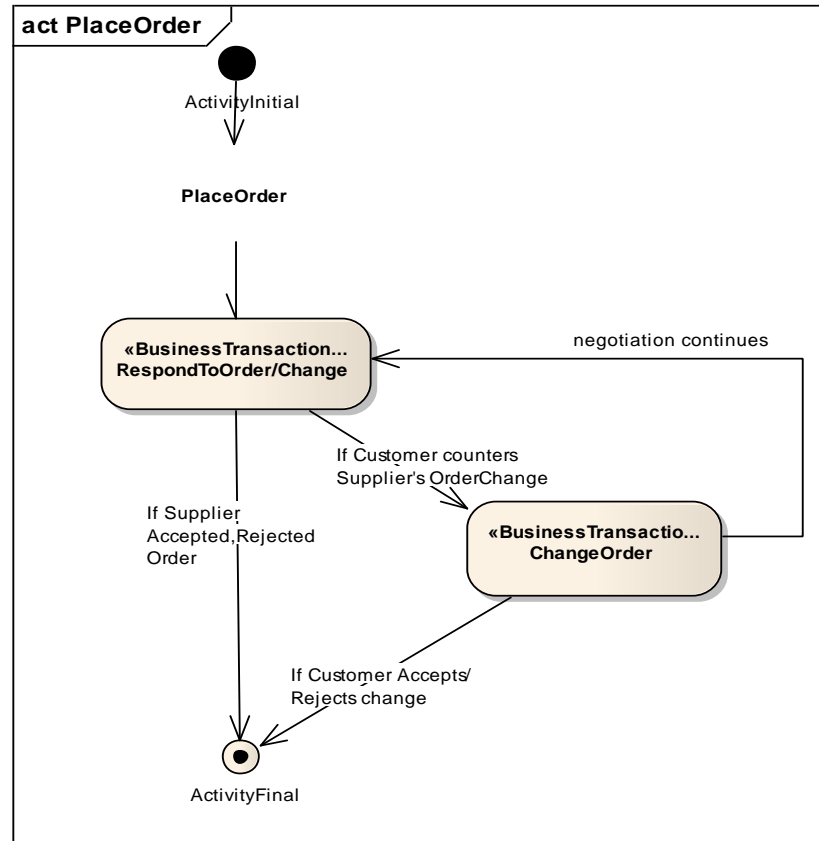 act PlaceOrder
ActivityInitial
PlaceOrder
«BusinessTransaction...
RespondToOrder/Change
negotiation continues
If Customer counters
Supplier's OrderChange
If Supplier
Accepted,Rejected
Order
«BusinessTransactio...
ChangeOrder
If Customer Accepts/
Rejects change
ActivityFinal